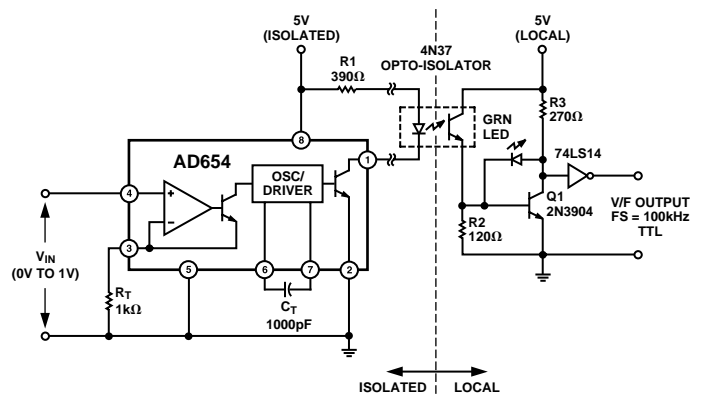 5V
(ISOLATED)
R1
390Ω
4N37
OPTO-ISOLATOR
5V
(LOCAL)
R3
270Ω
GRN
LED
74LS14
8
AD654
OSC/
DRIVER
1
4
+
−
3
5
6
7
2
VIN
(0V TO 1V)
RT
1kΩ
CT
1000pF
R2
120Ω
Q1
2N3904
V/F OUTPUT
FS = 100kHz
TTL
ISOLATED
LOCAL